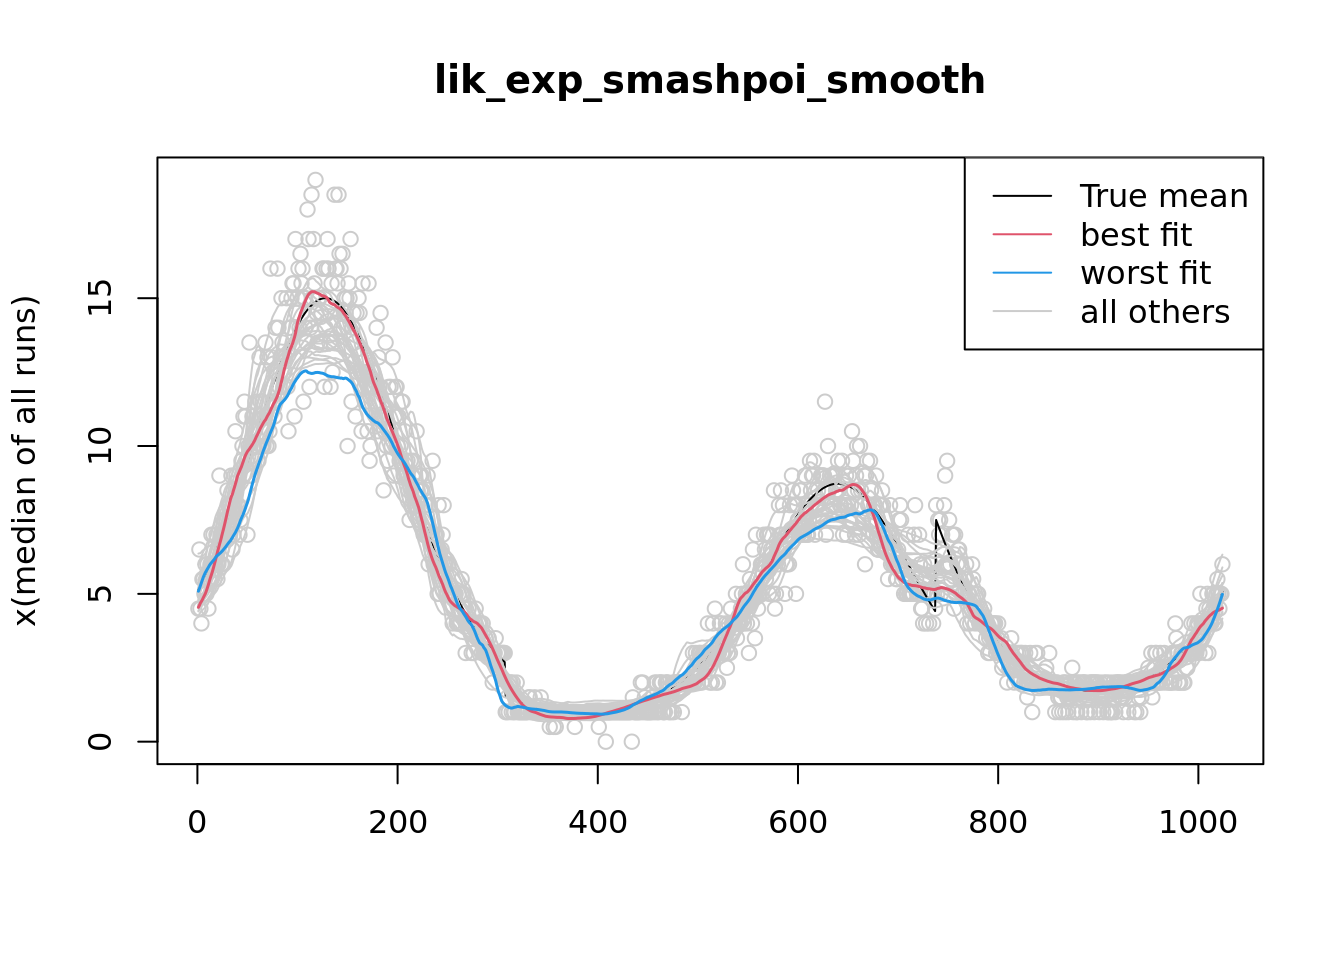 lik_exp_smashpoi_smooth
x(median of all runs)
15
10
5
0
True mean
best fit
worst fit
all others
0 200 400 600 800 1000